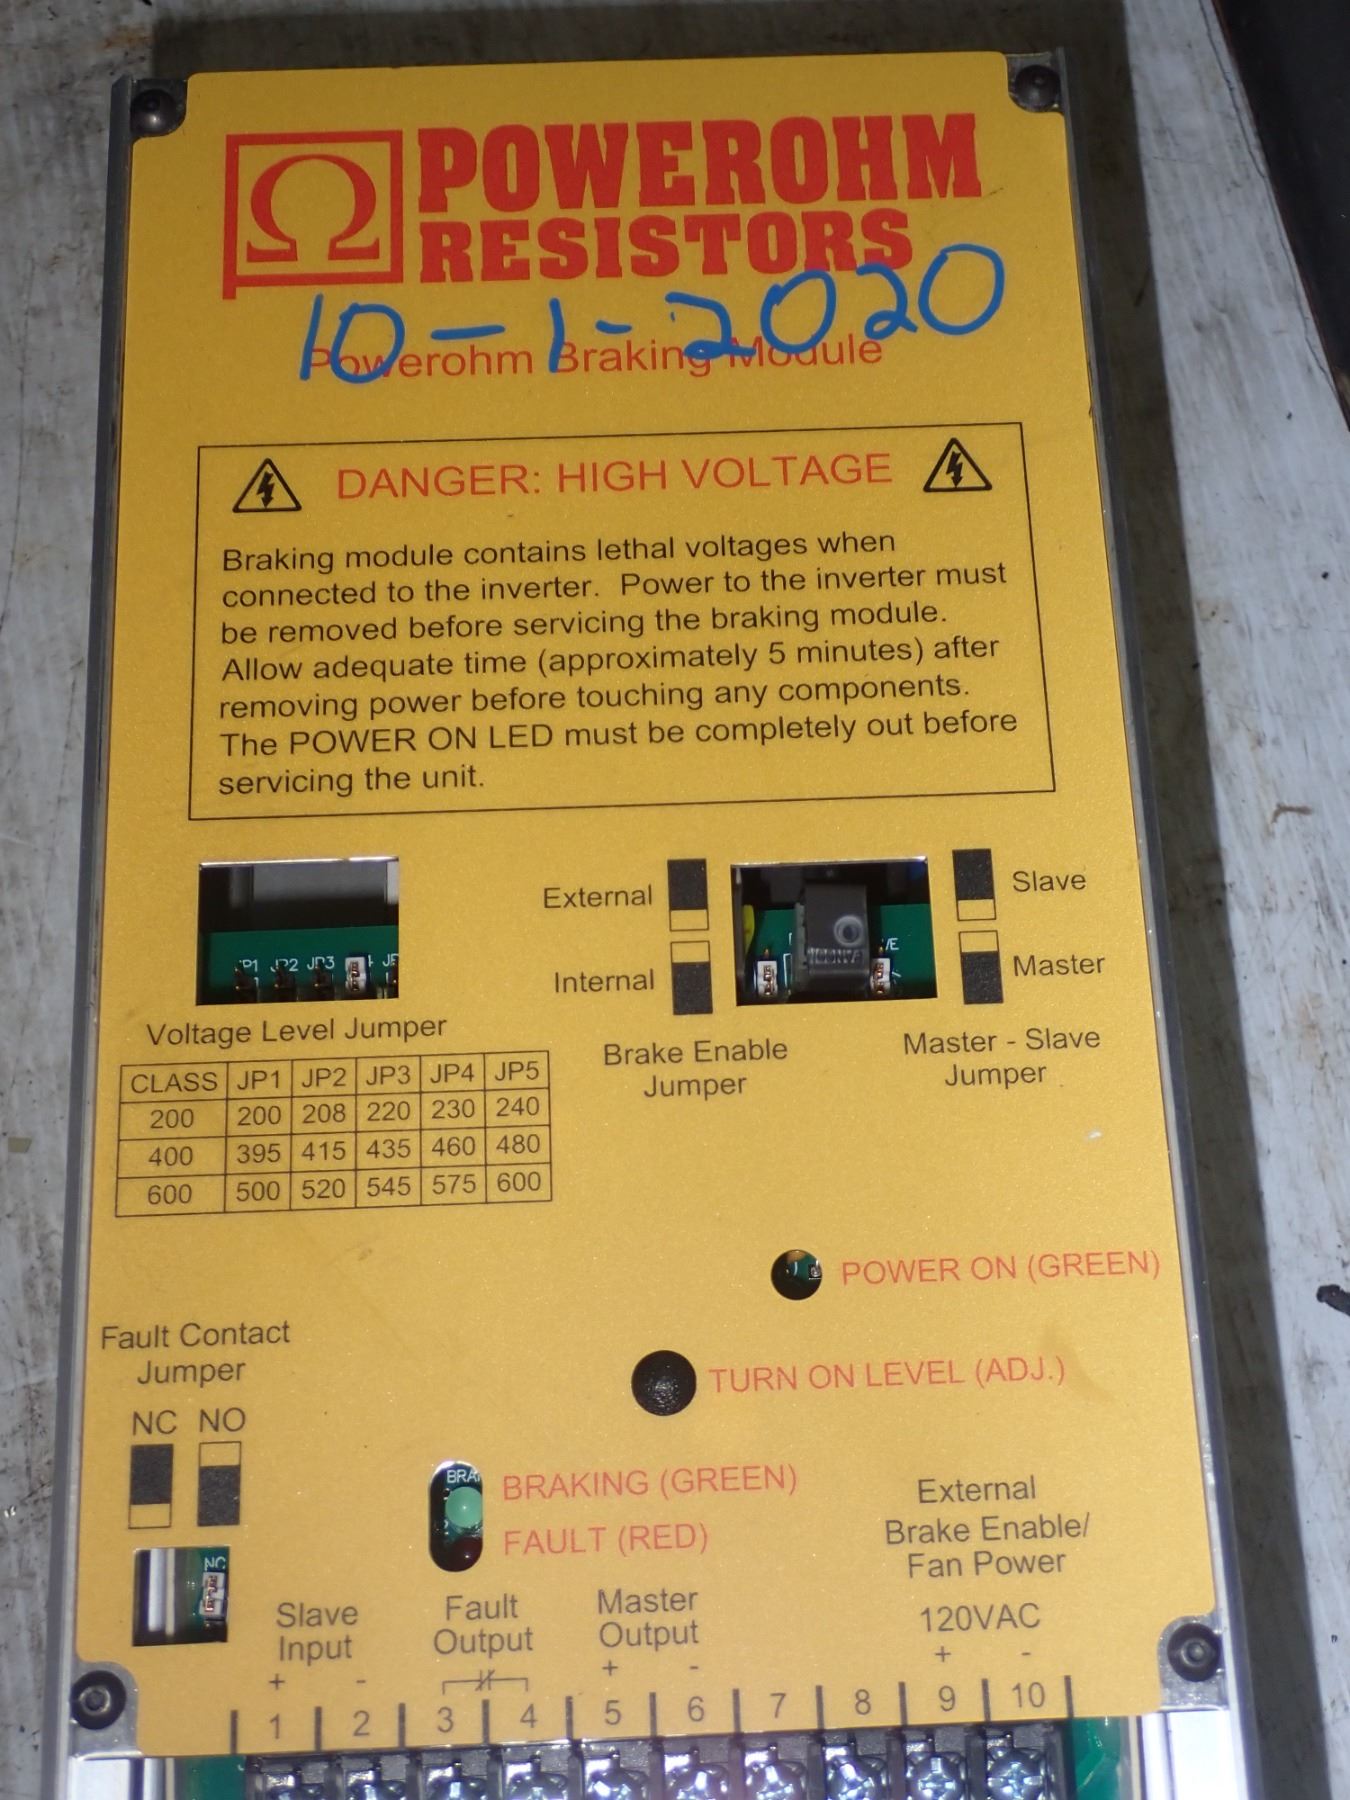 Ω POWEROHM
RESISTORS
10-1-2020
Powerohm Braking Module
DANGER: HIGH VOLTAGE
Braking module contains lethal voltages when
connected to the inverter. Power to the inverter must
be removed before servicing the braking module.
Allow adequate time (approximately 5 minutes) after
removing power before touching any components.
The POWER ON LED must be completely out before
servicing the unit.
External
Internal
Slave
Master
JP2 JP3
Voltage Level Jumper
Brake Enable
Jumper
Master - Slave
Jumper
CLASS JP1 JP2 JP3 JP4 JP5
200 200 208 220 230 240
400 395 415 435 460 480
600 500 520 545 575 600
POWER ON (GREEN)
Fault Contact
Jumper
TURN ON LEVEL (ADJ.)
NC NO
BRAKING (GREEN)
FAULT (RED)
External
Brake Enable/
Fan Power
120VAC
NC
Slave
Input
Fault
Output
Master
Output
+ - + - + -
1 2 3 4 5 6 7 8 9 10